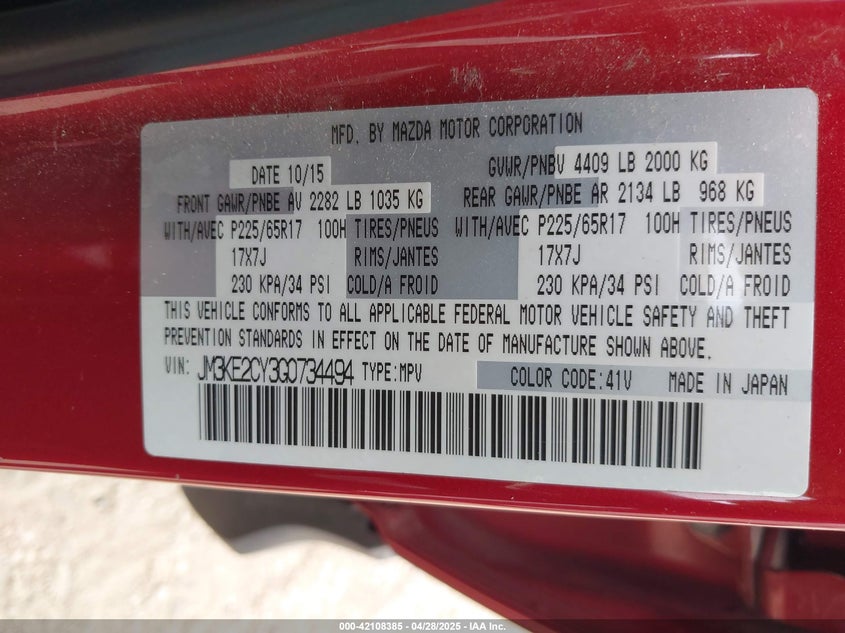 MFD. BY MAZDA MOTOR CORPORATION
DATE 10/15 GVWR/PNBV 4409 LB 2000 KG
FRONT GAWR/PNBE AV 2282 LB 1035 KG REAR GAWR/PNBE AR 2134 LB 968 KG
WITH/AVEC P225/65R17 100H TIRES/PNEUS WITH/AVEC P225/65R17 100H TIRES/PNEUS
17X7J RIMS/JANTES 17X7J RIMS/JANTES
230 KPA/34 PSI COLD/A FROID 230 KPA/34 PSI COLD/A FROID
THIS VEHICLE CONFORMS TO ALL APPLICABLE FEDERAL MOTOR VEHICLE SAFETY AND THEFT
PREVENTION STANDARDS IN EFFECT ON THE DATE OF MANUFACTURE SHOWN ABOVE.
VIN: JM3KE2CY3G0734494 TYPE:MPV COLOR CODE:41V MADE IN JAPAN
000-42108385 - 04/28/2025 - IAA Inc.